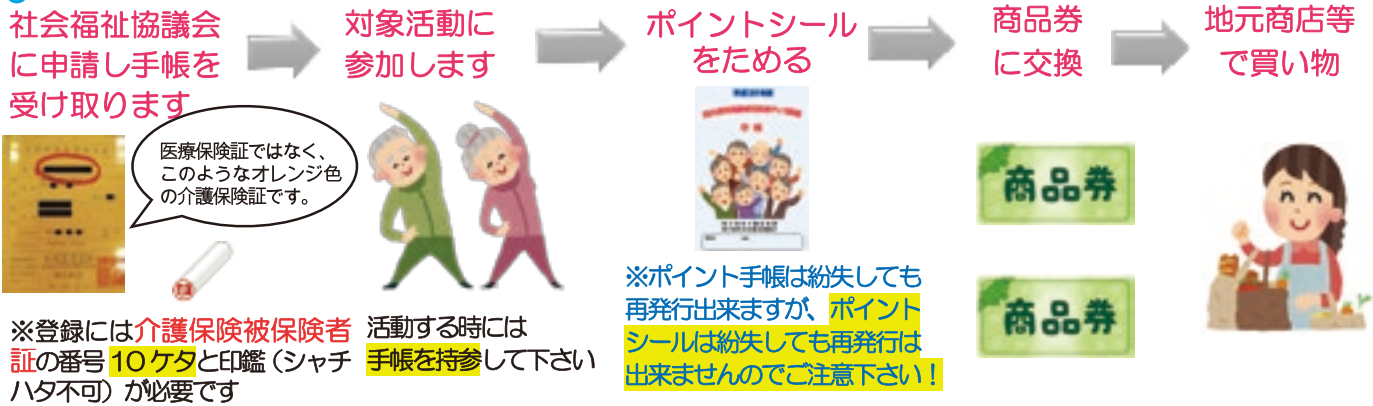 社会福祉協議会
に申請し手帳を
受け取ります
医療保険証ではなく、
このようなオレンジ色
の介護保険証です。
※登録には介護保険被保険者
証の番号10ケタと印鑑（シャチ
ハタ不可）が必要です
対象活動に
参加します
活動する時には
手帳を持参して下さい
ポイントシール
をためる
手帳
※ポイント手帳は紛失しても
再発行出来ますが、ポイント
シールは紛失しても再発行は
出来ませんのでご注意下さい！
商品券
に交換
商品券
商品券
地元商店等
で買い物